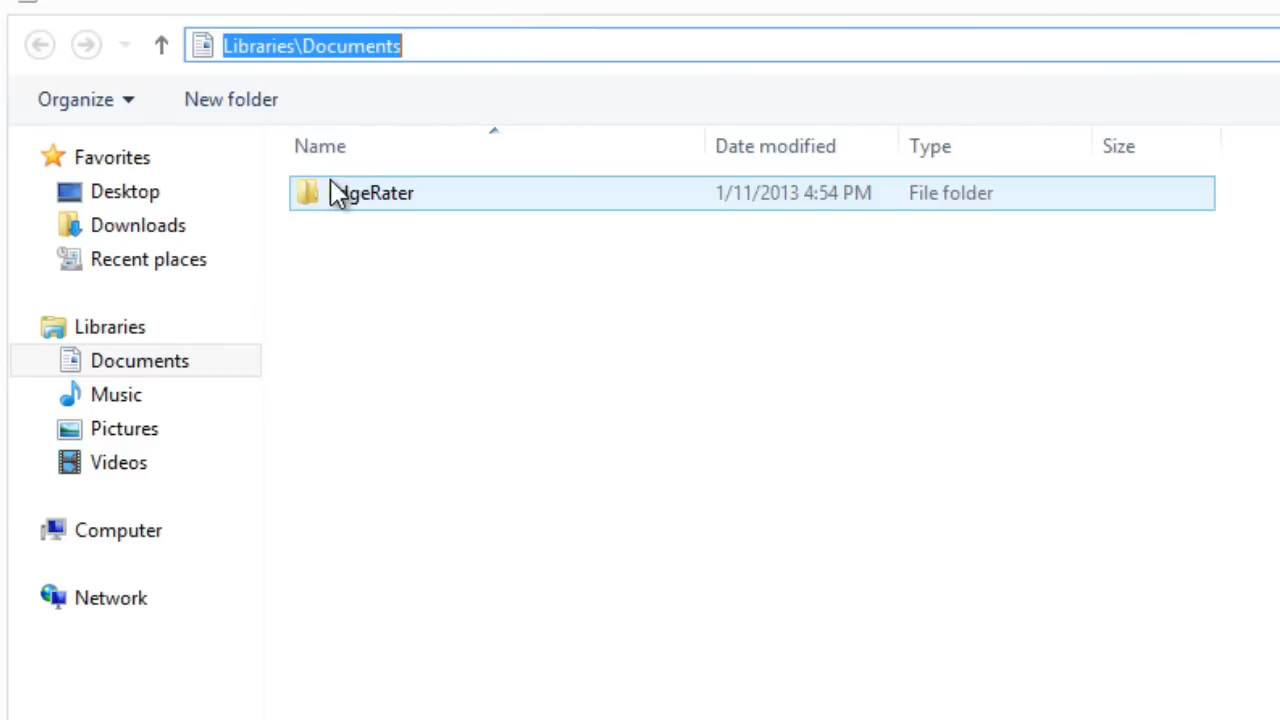 Libraries\Documents
Organize
New folder
Name
Date modified
Type
Size
Favorites
Desktop
Downloads
Recent places
Libraries
Documents
Music
Pictures
Videos
Computer
Network
1/11/2013 4:54 PM
File folder